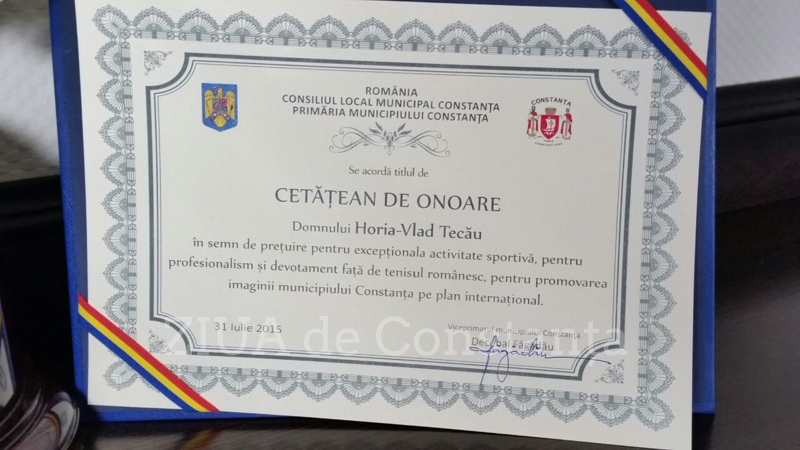 ROMÂNIA
CONSILIUL LOCAL MUNICIPAL CONSTANȚA
PRIMĂRIA MUNICIPIULUI CONSTANȚA
CONSTANȚA
Se acordă titlul de
CETĂȚEAN DE ONOARE
Domnului Horia-Vlad Tecău
în semn de prețuire pentru excepționala activitate sportivă, pentru
profesionalism și devotament față de tenisul românesc, pentru promovarea
imaginii municipiului Constanța pe plan internațional.
31 Iulie 2015
Viceprimarul municipiului Constanța
Decebal Făgădău
ZIUA de Constanța